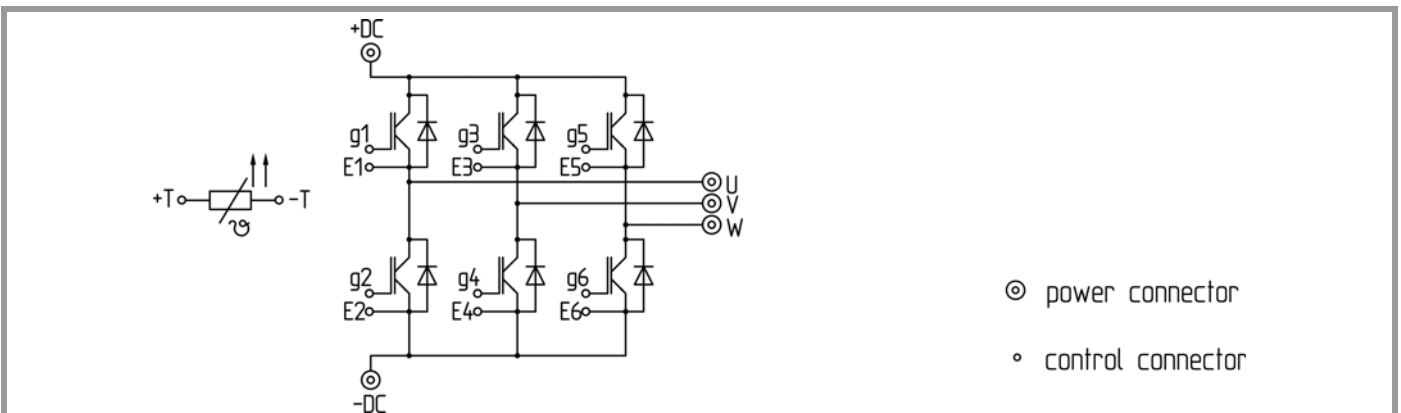 +DC
g1
g3
g5
E1
E3
E5
+T
-T
ϑ
U
V
W
g2
g4
g6
E2
E4
E6
power connector
control connector
-DC